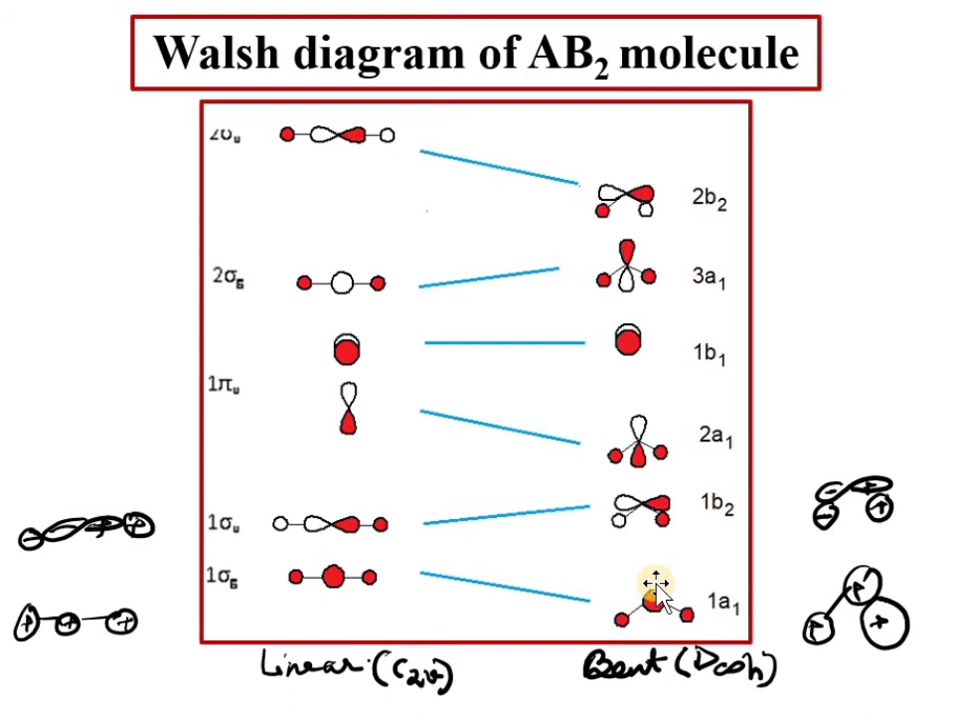 Walsh diagram of AB₂ molecule
2σᵤ
2b₂
2σg
3a₁
1b₁
1πᵤ
2a₁
1σᵤ
1b₂
1σg
1a₁
- + +
- +
- +
+ + +
+ + +
Linear (C₂ᵥ)
Bent (D∞h)